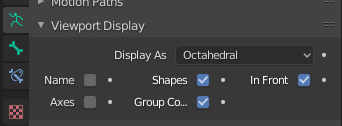 Motion Paths
Viewport Display
Display As Octahedral
Name Shapes In Front
Axes Group Co...